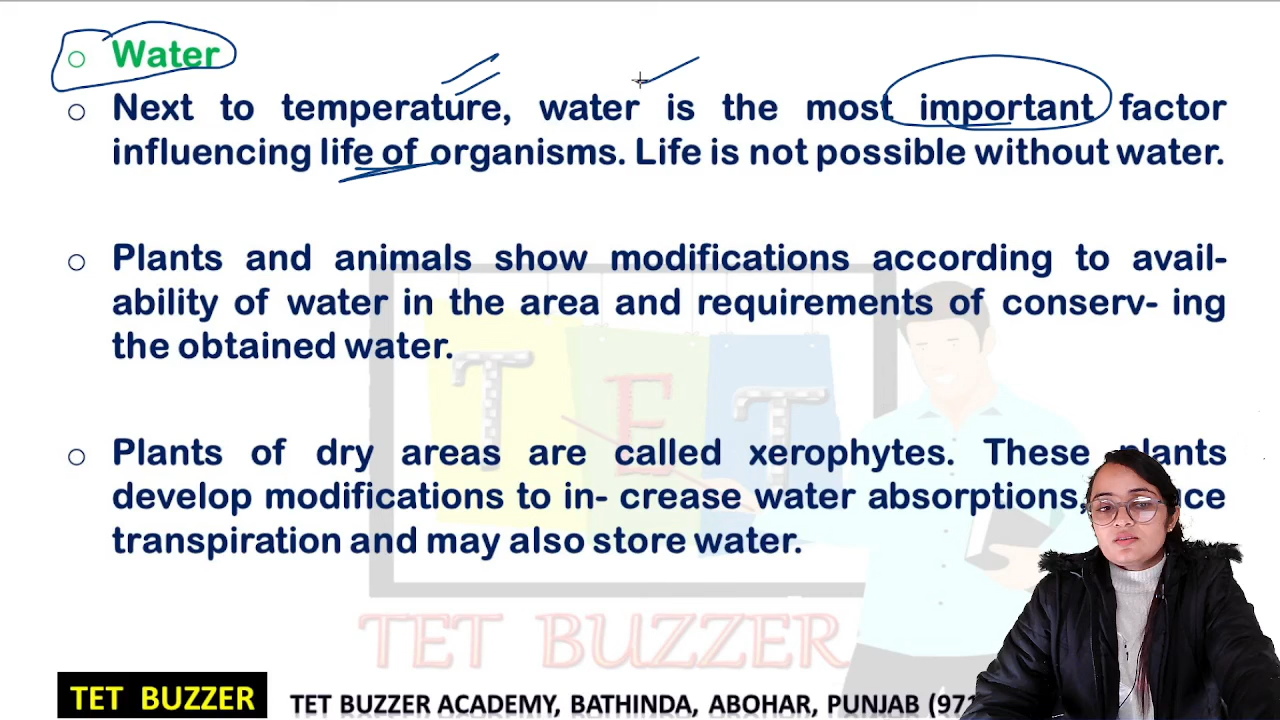 Water
Next to temperature, water is the most important factor
influencing life of organisms. Life is not possible without water.
Plants and animals show modifications according to avail-
ability of water in the area and requirements of conserv- ing
the obtained water.
Plants of dry areas are called xerophytes. These plants
develop modifications to in- crease water absorptions,
transpiration and may also store water.
TET
TET BUZZER
TET BUZZER
TET BUZZER ACADEMY, BATHINDA, ABOHAR, PUNJAB (971